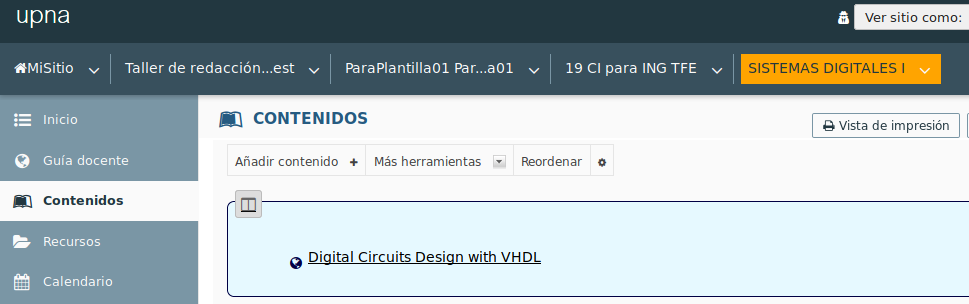 upna
Ver sitio como:
MiSitio
Taller de redacción...est
ParaPlantilla01 Par...a01
19 CI para ING TFE
SISTEMAS DIGITALES I
Inicio
Guía docente
Contenidos
Recursos
Calendario
CONTENIDOS
Vista de impresión
Añadir contenido +
Más herramientas
Reordenar
Digital Circuits Design with VHDL